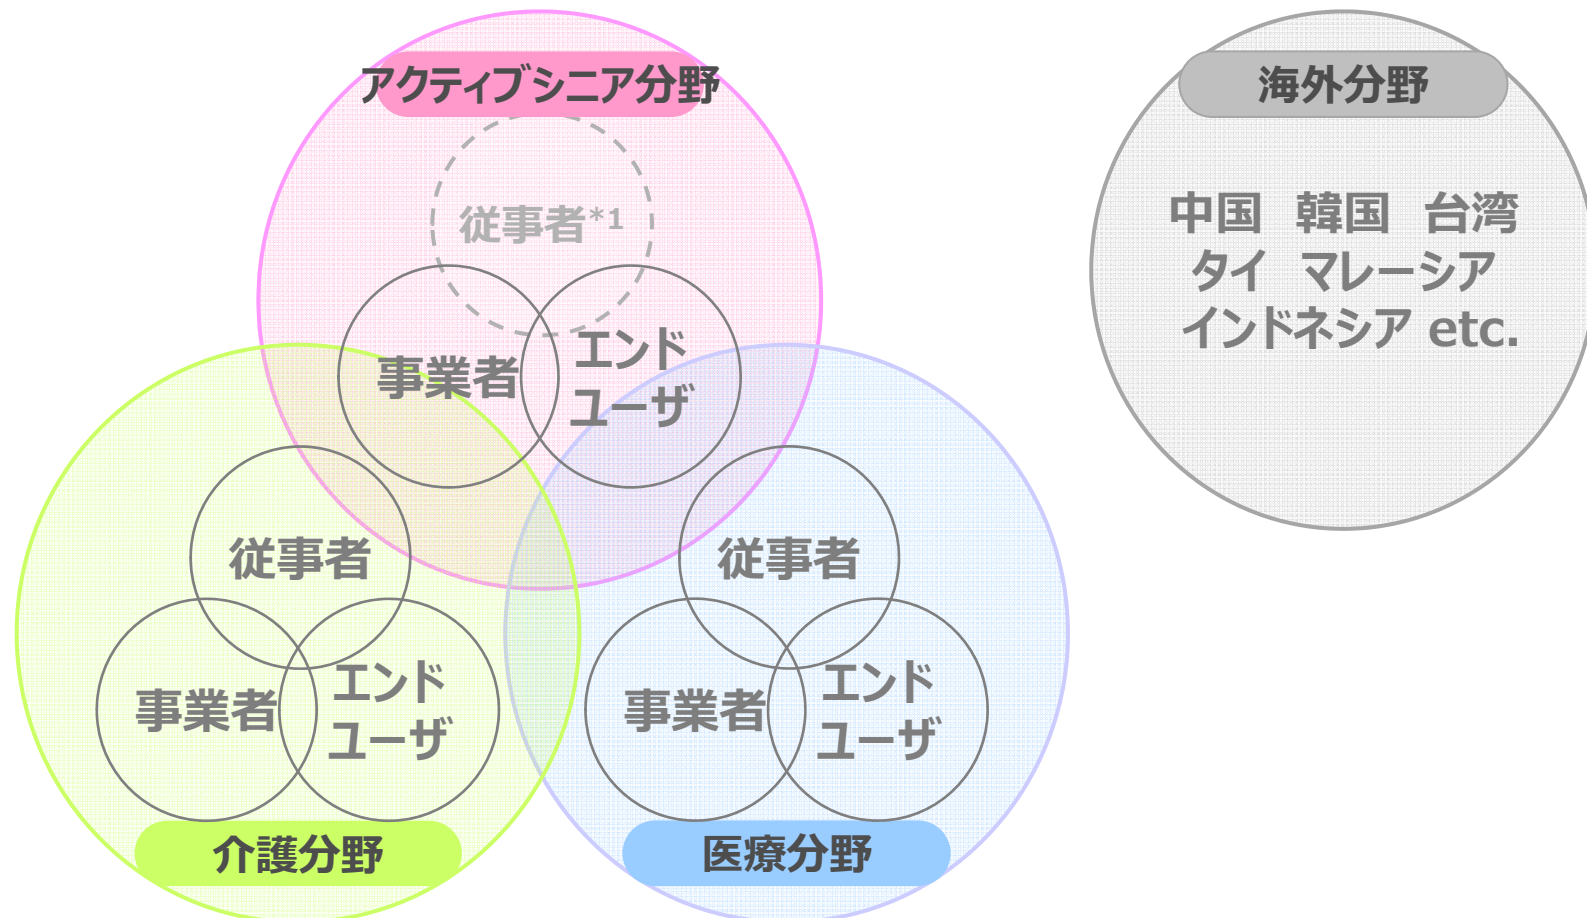 アクティブシニア分野
従事者*1
事業者
エンド
ユーザ
従事者
事業者
エンド
ユーザ
介護分野
従事者
事業者
エンド
ユーザ
医療分野
海外分野
中国 韓国 台湾
タイ マレーシア
インドネシア etc.